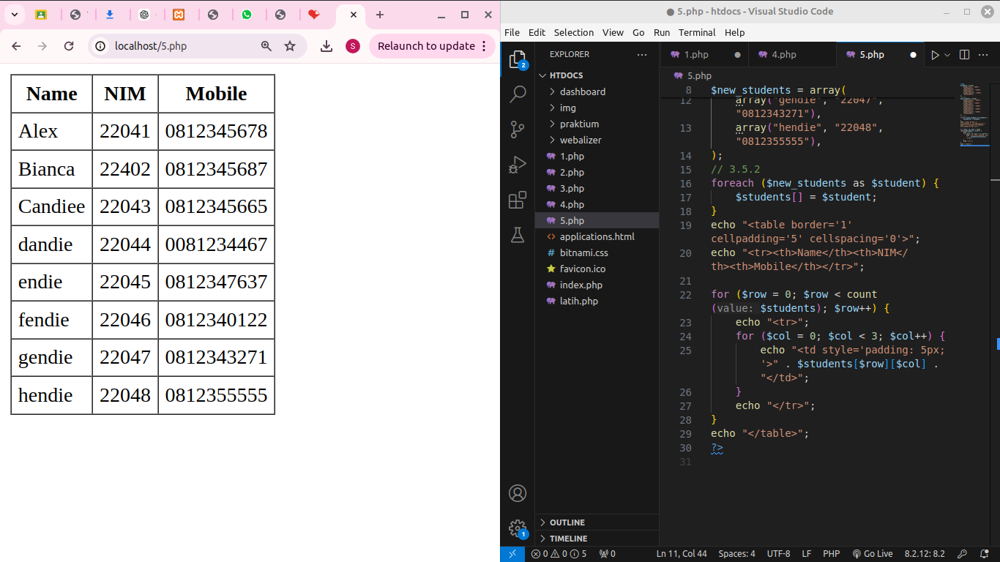 localhost/5.php
S
Relaunch to update
Name NIM Mobile
Alex 22041 0812345678
Bianca 22402 0812345687
Candiee 22043 0812345665
dandie 22044 0081234467
endie 22045 0812347637
fendie 22046 0812340122
gendie 22047 0812343271
hendie 22048 0812355555
5.php - htdocs - Visual Studio Code
File Edit Selection View Go Run Terminal Help
2
EXPLORER
HTDOCS
dashboard
img
praktium
webalizer
1.php
2.php
3.php
4.php
5.php
applications.html
bitnami.css
favicon.ico
index.php
latih.php
OUTLINE
TIMELINE
1
1.php 4.php 5.php
5.php
8 $new_students = array(
12 array("gendie", "22047",
"0812343271"),
13 array("hendie", "22048",
"0812355555"),
14 );
15 // 3.5.2
16 foreach ($new_students as $student) {
17 $students[] = $student;
18 }
19 echo "<table border='1'
cellpadding='5' cellspacing='0'>";
20 echo "<tr><th>Name</th><th>NIM</
th><th>Mobile</th></tr>";
21
22 for ($row = 0; $row < count
(value: $students); $row++) {
23 echo "<tr>";
24 for ($col = 0; $col < 3; $col++) {
25 echo "<td style='padding: 5px;
'>" . $students[$row][$col] .
"</td>";
26 }
27 echo "</tr>";
28 }
29 echo "</table>";
30 ?>
31
0 0 5 0 Ln 11, Col 44 Spaces: 4 UTF-8 LF PHP Go Live 8.2.12: 8.2